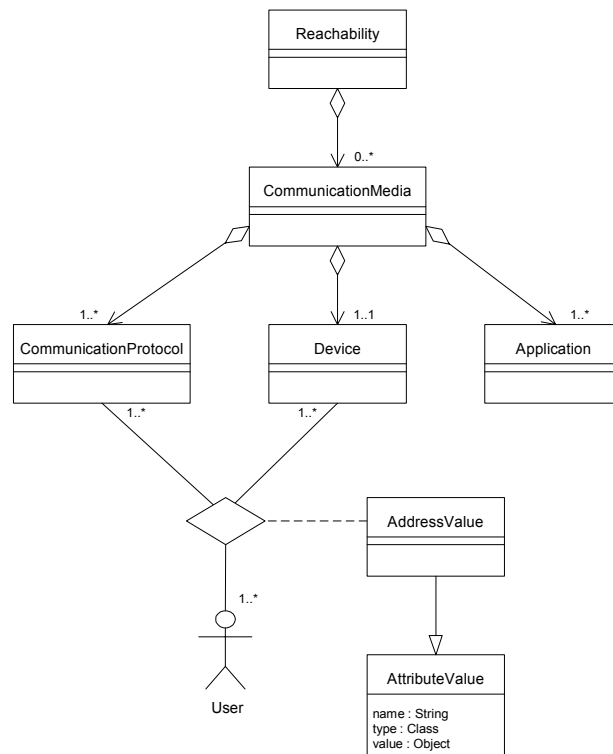 Reachability
0..*
CommunicationMedia
1..*
1..1
1..*
CommunicationProtocol
Device
Application
1..*
1..*
AddressValue
1..*
User
AttributeValue
name : String
type : Class
value : Object